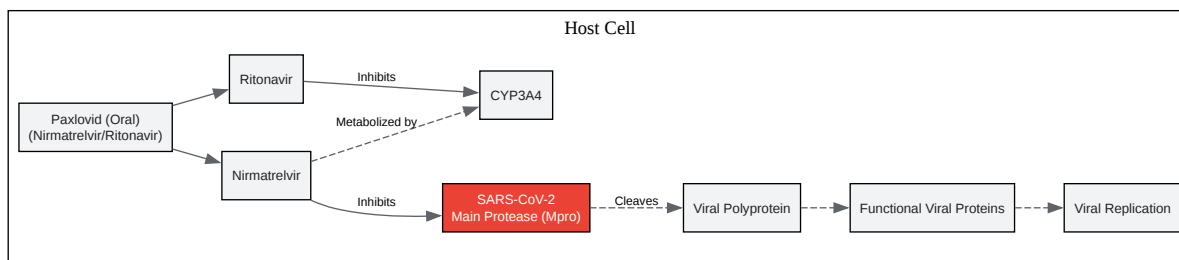 Host Cell
Ritonavir
Inhibits
CYP3A4
Paxlovid (Oral)
(Nirmatrelvir/Ritonavir)
Metabolized by
Nirmatrelvir
Inhibits
SARS-CoV-2
Main Protease (Mpro)
Cleaves
Viral Polyprotein
Functional Viral Proteins
Viral Replication